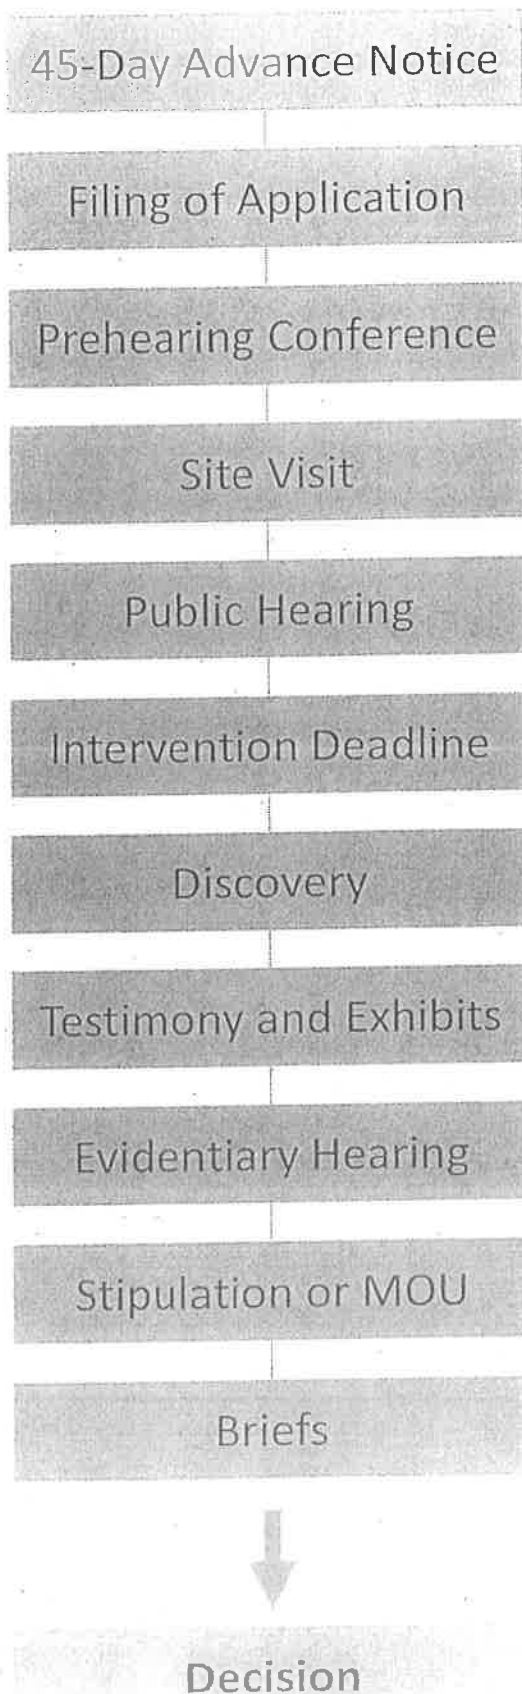 45-Day Advance Notice
Filing of Application
Prehearing Conference
Site Visit
Public Hearing
Intervention Deadline
Discovery
Testimony and Exhibits
Evidentiary Hearing
Stipulation or MOU
Briefs
Decision